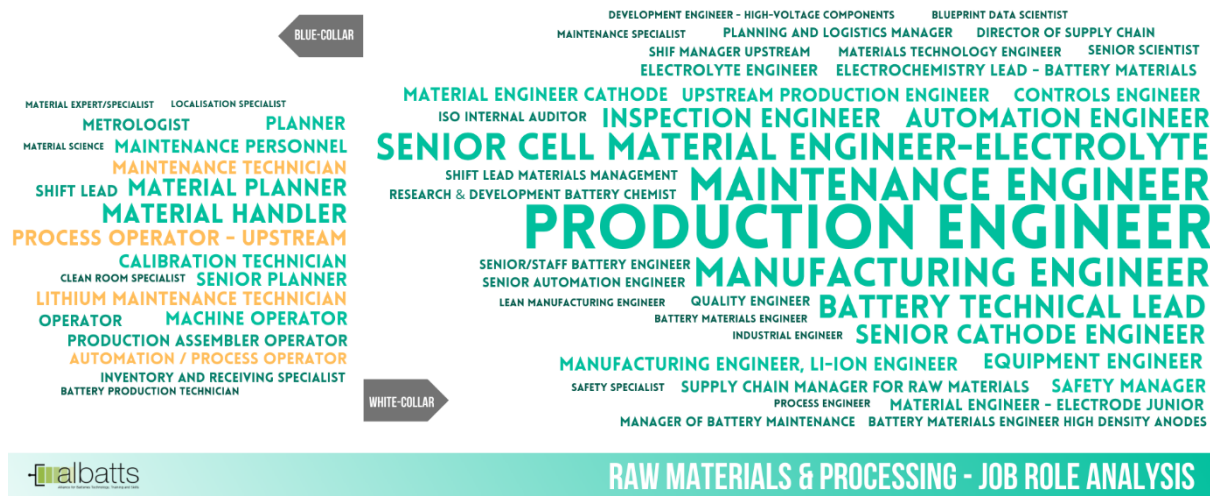 BLUE-COLLAR
MATERIAL EXPERT/SPECIALIST LOCALISATION SPECIALIST
METROLOGIST PLANNER
MATERIAL SCIENCE MAINTENANCE PERSONNEL
MAINTENANCE TECHNICIAN
SHIFT LEAD MATERIAL PLANNER
MATERIAL HANDLER
PROCESS OPERATOR - UPSTREAM
CALIBRATION TECHNICIAN
CLEAN ROOM SPECIALIST SENIOR PLANNER
LITHIUM MAINTENANCE TECHNICIAN
OPERATOR MACHINE OPERATOR
PRODUCTION ASSEMBLER OPERATOR
AUTOMATION / PROCESS OPERATOR
INVENTORY AND RECEIVING SPECIALIST
BATTERY PRODUCTION TECHNICIAN
WHITE-COLLAR
DEVELOPMENT ENGINEER - HIGH-VOLTAGE COMPONENTS BLUEPRINT DATA SCIENTIST
MAINTENANCE SPECIALIST PLANNING AND LOGISTICS MANAGER DIRECTOR OF SUPPLY CHAIN
SHIF MANAGER UPSTREAM MATERIALS TECHNOLOGY ENGINEER SENIOR SCIENTIST
ELECTROLYTE ENGINEER ELECTROCHEMISTRY LEAD - BATTERY MATERIALS
MATERIAL ENGINEER CATHODE UPSTREAM PRODUCTION ENGINEER CONTROLS ENGINEER
ISO INTERNAL AUDITOR INSPECTION ENGINEER AUTOMATION ENGINEER
SENIOR CELL MATERIAL ENGINEER-ELECTROLYTE
SHIFT LEAD MATERIALS MANAGEMENT
RESEARCH & DEVELOPMENT BATTERY CHEMIST MAINTENANCE ENGINEER
PRODUCTION ENGINEER
SENIOR/STAFF BATTERY ENGINEER
SENIOR AUTOMATION ENGINEER MANUFACTURING ENGINEER
LEAN MANUFACTURING ENGINEER QUALITY ENGINEER BATTERY TECHNICAL LEAD
BATTERY MATERIALS ENGINEER
INDUSTRIAL ENGINEER SENIOR CATHODE ENGINEER
MANUFACTURING ENGINEER, LI-ION ENGINEER EQUIPMENT ENGINEER
SAFETY SPECIALIST SUPPLY CHAIN MANAGER FOR RAW MATERIALS SAFETY MANAGER
PROCESS ENGINEER MATERIAL ENGINEER - ELECTRODE JUNIOR
MANAGER OF BATTERY MAINTENANCE BATTERY MATERIALS ENGINEER HIGH DENSITY ANODES
albatts
RAW MATERIALS & PROCESSING - JOB ROLE ANALYSIS